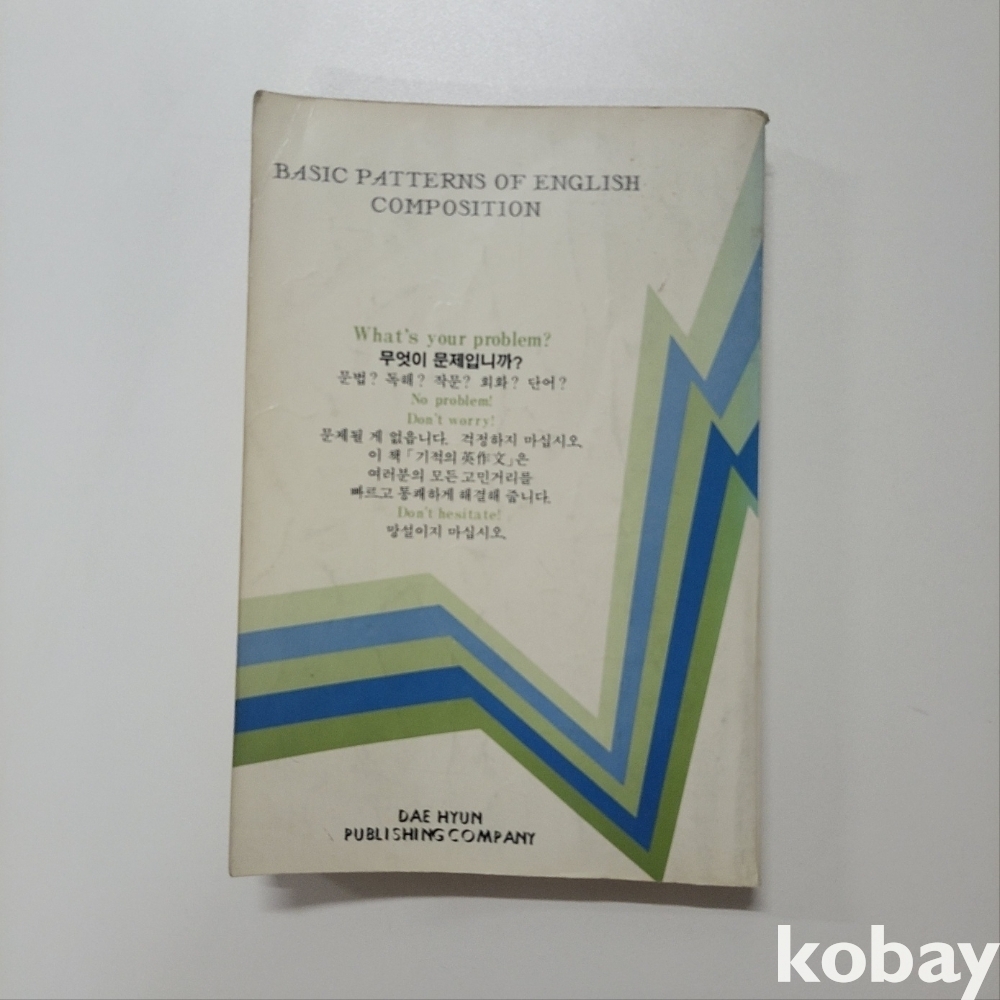 BASIC PATTERNS OF ENGLISH
COMPOSITION
What's your problem?
무엇이 문제입니까?
문법? 독해? 작문? 회화? 단어?
No problem!
Don't worry!
문제될 게 없읍니다. 걱정하지 마십시오.
이 책「기적의 英作文」은
여러분의 모든 고민거리를
빠르고 통쾌하게 해결해 줍니다.
Don't hesitate!
망설이지 마십시오.
DAE HYUN
PUBLISHING COMPANY
kobay